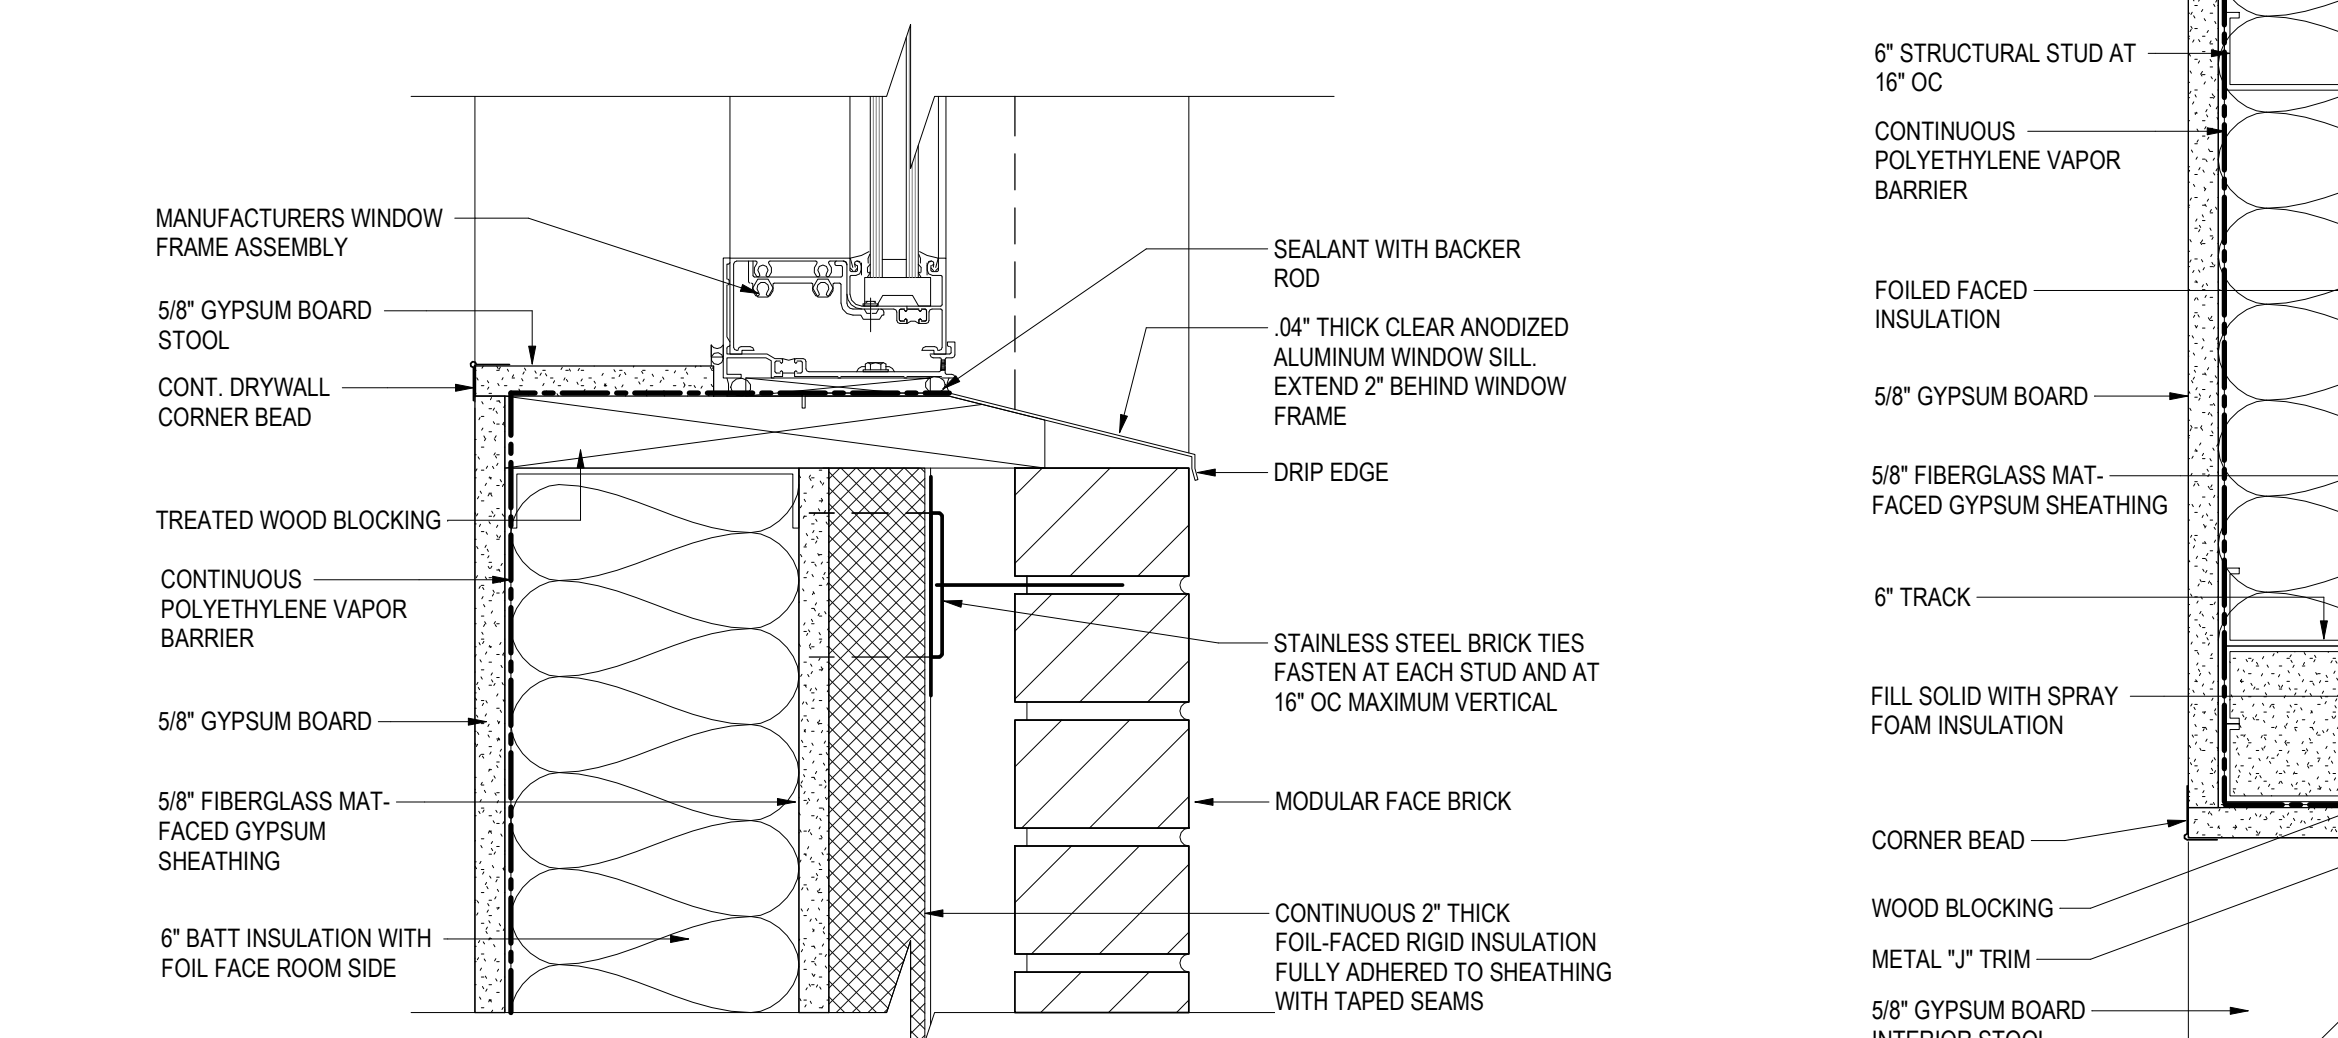 MANUFACTURERS WINDOW
FRAME ASSEMBLY
5/8" GYPSUM BOARD
STOOL
CONT. DRYWALL
CORNER BEAD
TREATED WOOD BLOCKING
CONTINUOUS
POLYETHYLENE VAPOR
BARRIER
5/8" GYPSUM BOARD
5/8" FIBERGLASS MAT-
FACED GYPSUM
SHEATHING
6" BATT INSULATION WITH
FOIL FACE ROOM SIDE
SEALANT WITH BACKER
ROD
.04" THICK CLEAR ANODIZED
ALUMINUM WINDOW SILL.
EXTEND 2" BEHIND WINDOW
FRAME
DRIP EDGE
STAINLESS STEEL BRICK TIES
FASTEN AT EACH STUD AND AT
16" OC MAXIMUM VERTICAL
MODULAR FACE BRICK
CONTINUOUS 2" THICK
FOIL-FACED RIGID INSULATION
FULLY ADHERED TO SHEATHING
WITH TAPED SEAMS
6" STRUCTURAL STUD AT
16" OC
CONTINUOUS
POLYETHYLENE VAPOR
BARRIER
FOILED FACED
INSULATION
5/8" GYPSUM BOARD
5/8" FIBERGLASS MAT-
FACED GYPSUM SHEATHING
6" TRACK
FILL SOLID WITH SPRAY
FOAM INSULATION
CORNER BEAD
WOOD BLOCKING
METAL "J" TRIM
5/8" GYPSUM BOARD
INTERIOR STOOL